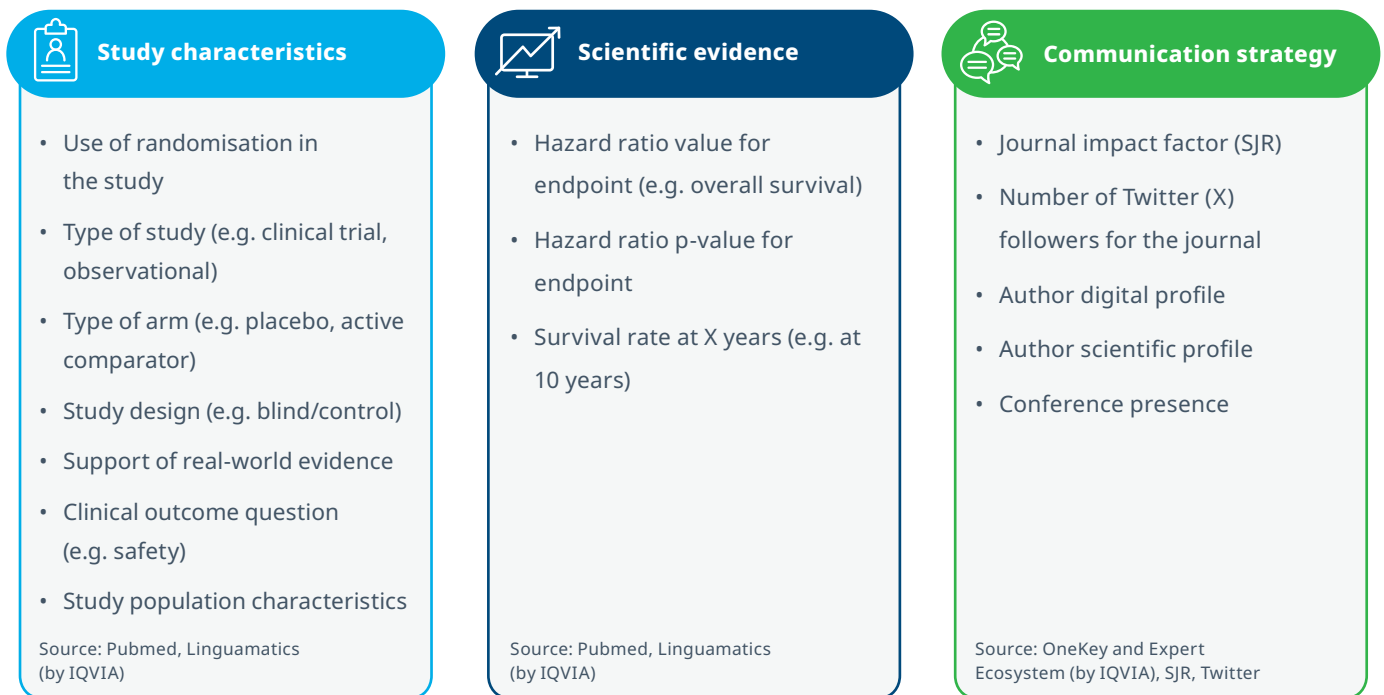 Study characteristics
• Use of randomisation in
the study
• Type of study (e.g. clinical trial,
observational)
• Type of arm (e.g. placebo, active
comparator)
• Study design (e.g. blind/control)
• Support of real-world evidence
• Clinical outcome question
(e.g. safety)
• Study population characteristics
Source: Pubmed, Linguamatics
(by IQVIA)
Scientific evidence
• Hazard ratio value for
endpoint (e.g. overall survival)
• Hazard ratio p-value for
endpoint
• Survival rate at X years (e.g. at
10 years)
Source: Pubmed, Linguamatics
(by IQVIA)
Communication strategy
• Journal impact factor (SJR)
• Number of Twitter (X)
followers for the journal
• Author digital profile
• Author scientific profile
• Conference presence
Source: OneKey and Expert
Ecosystem (by IQVIA), SJR, Twitter